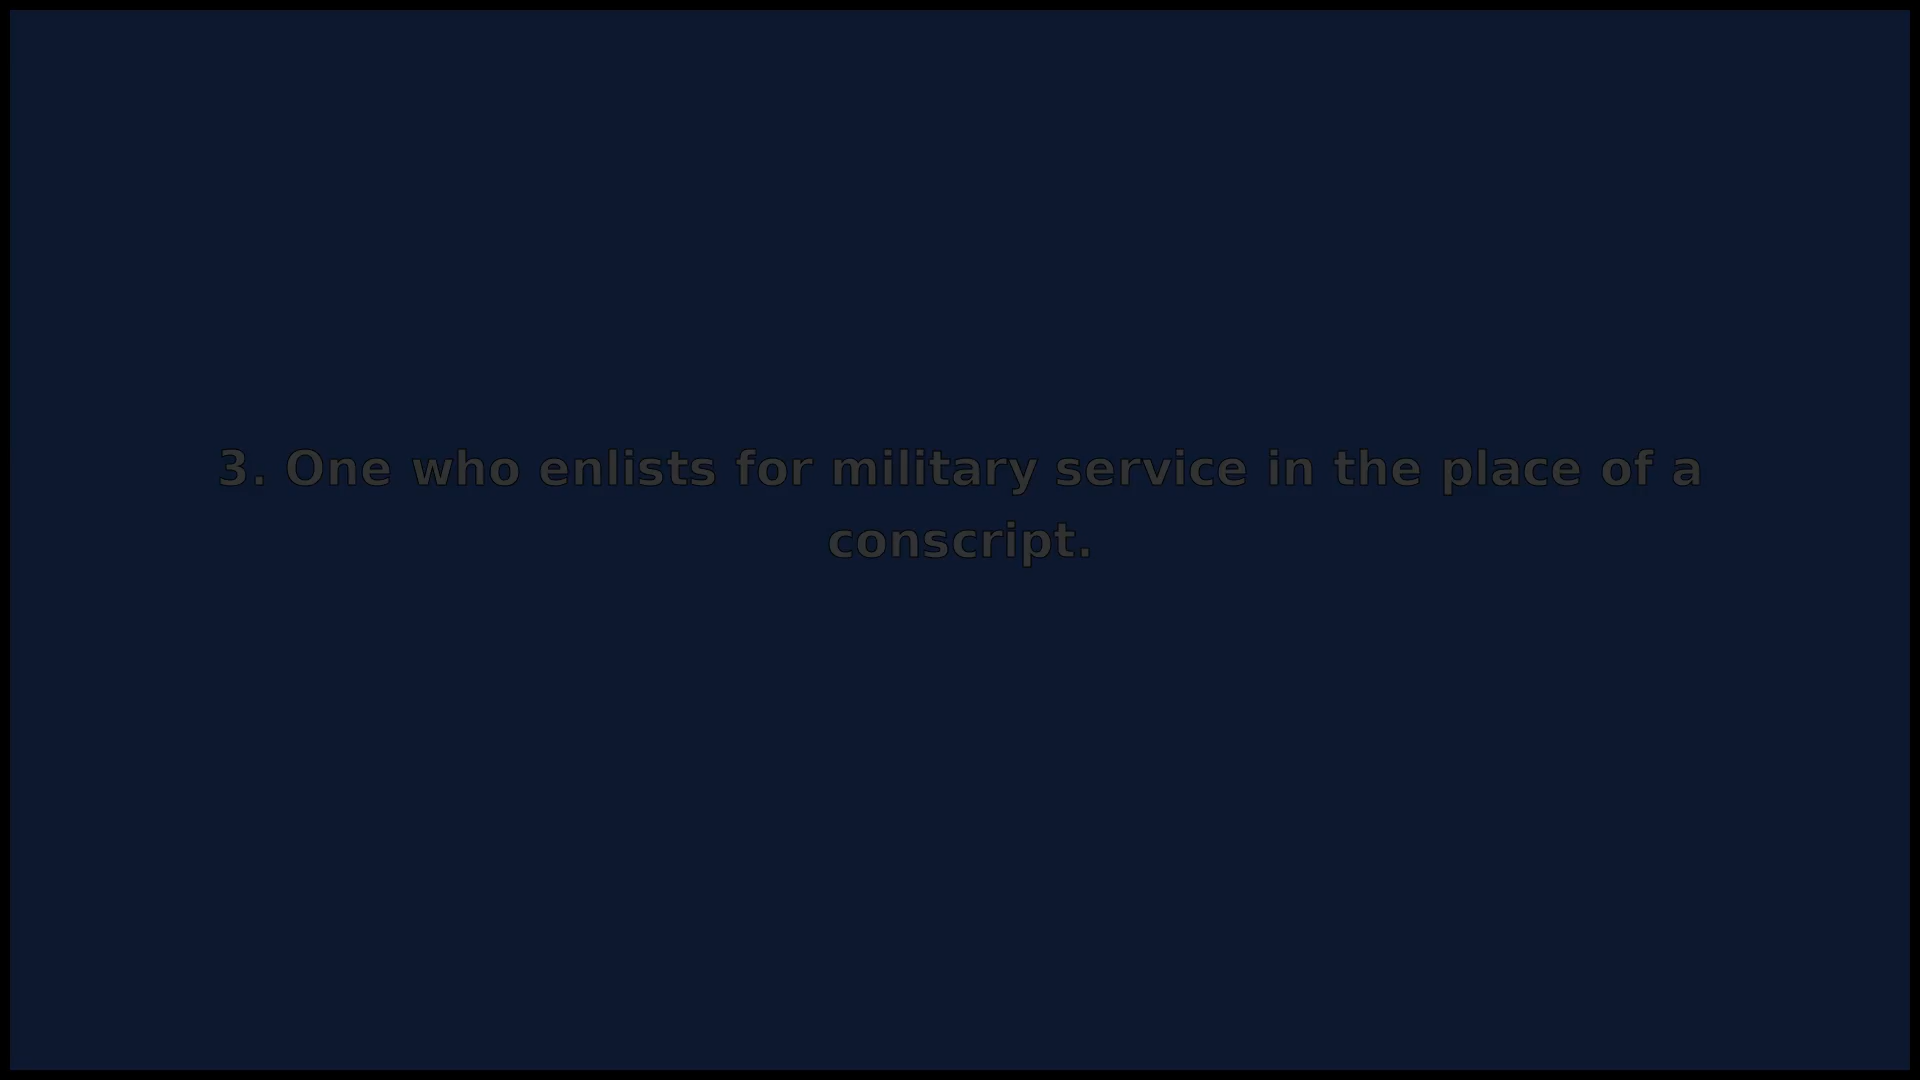 3. One who enlists for military service in the place of a
conscript.